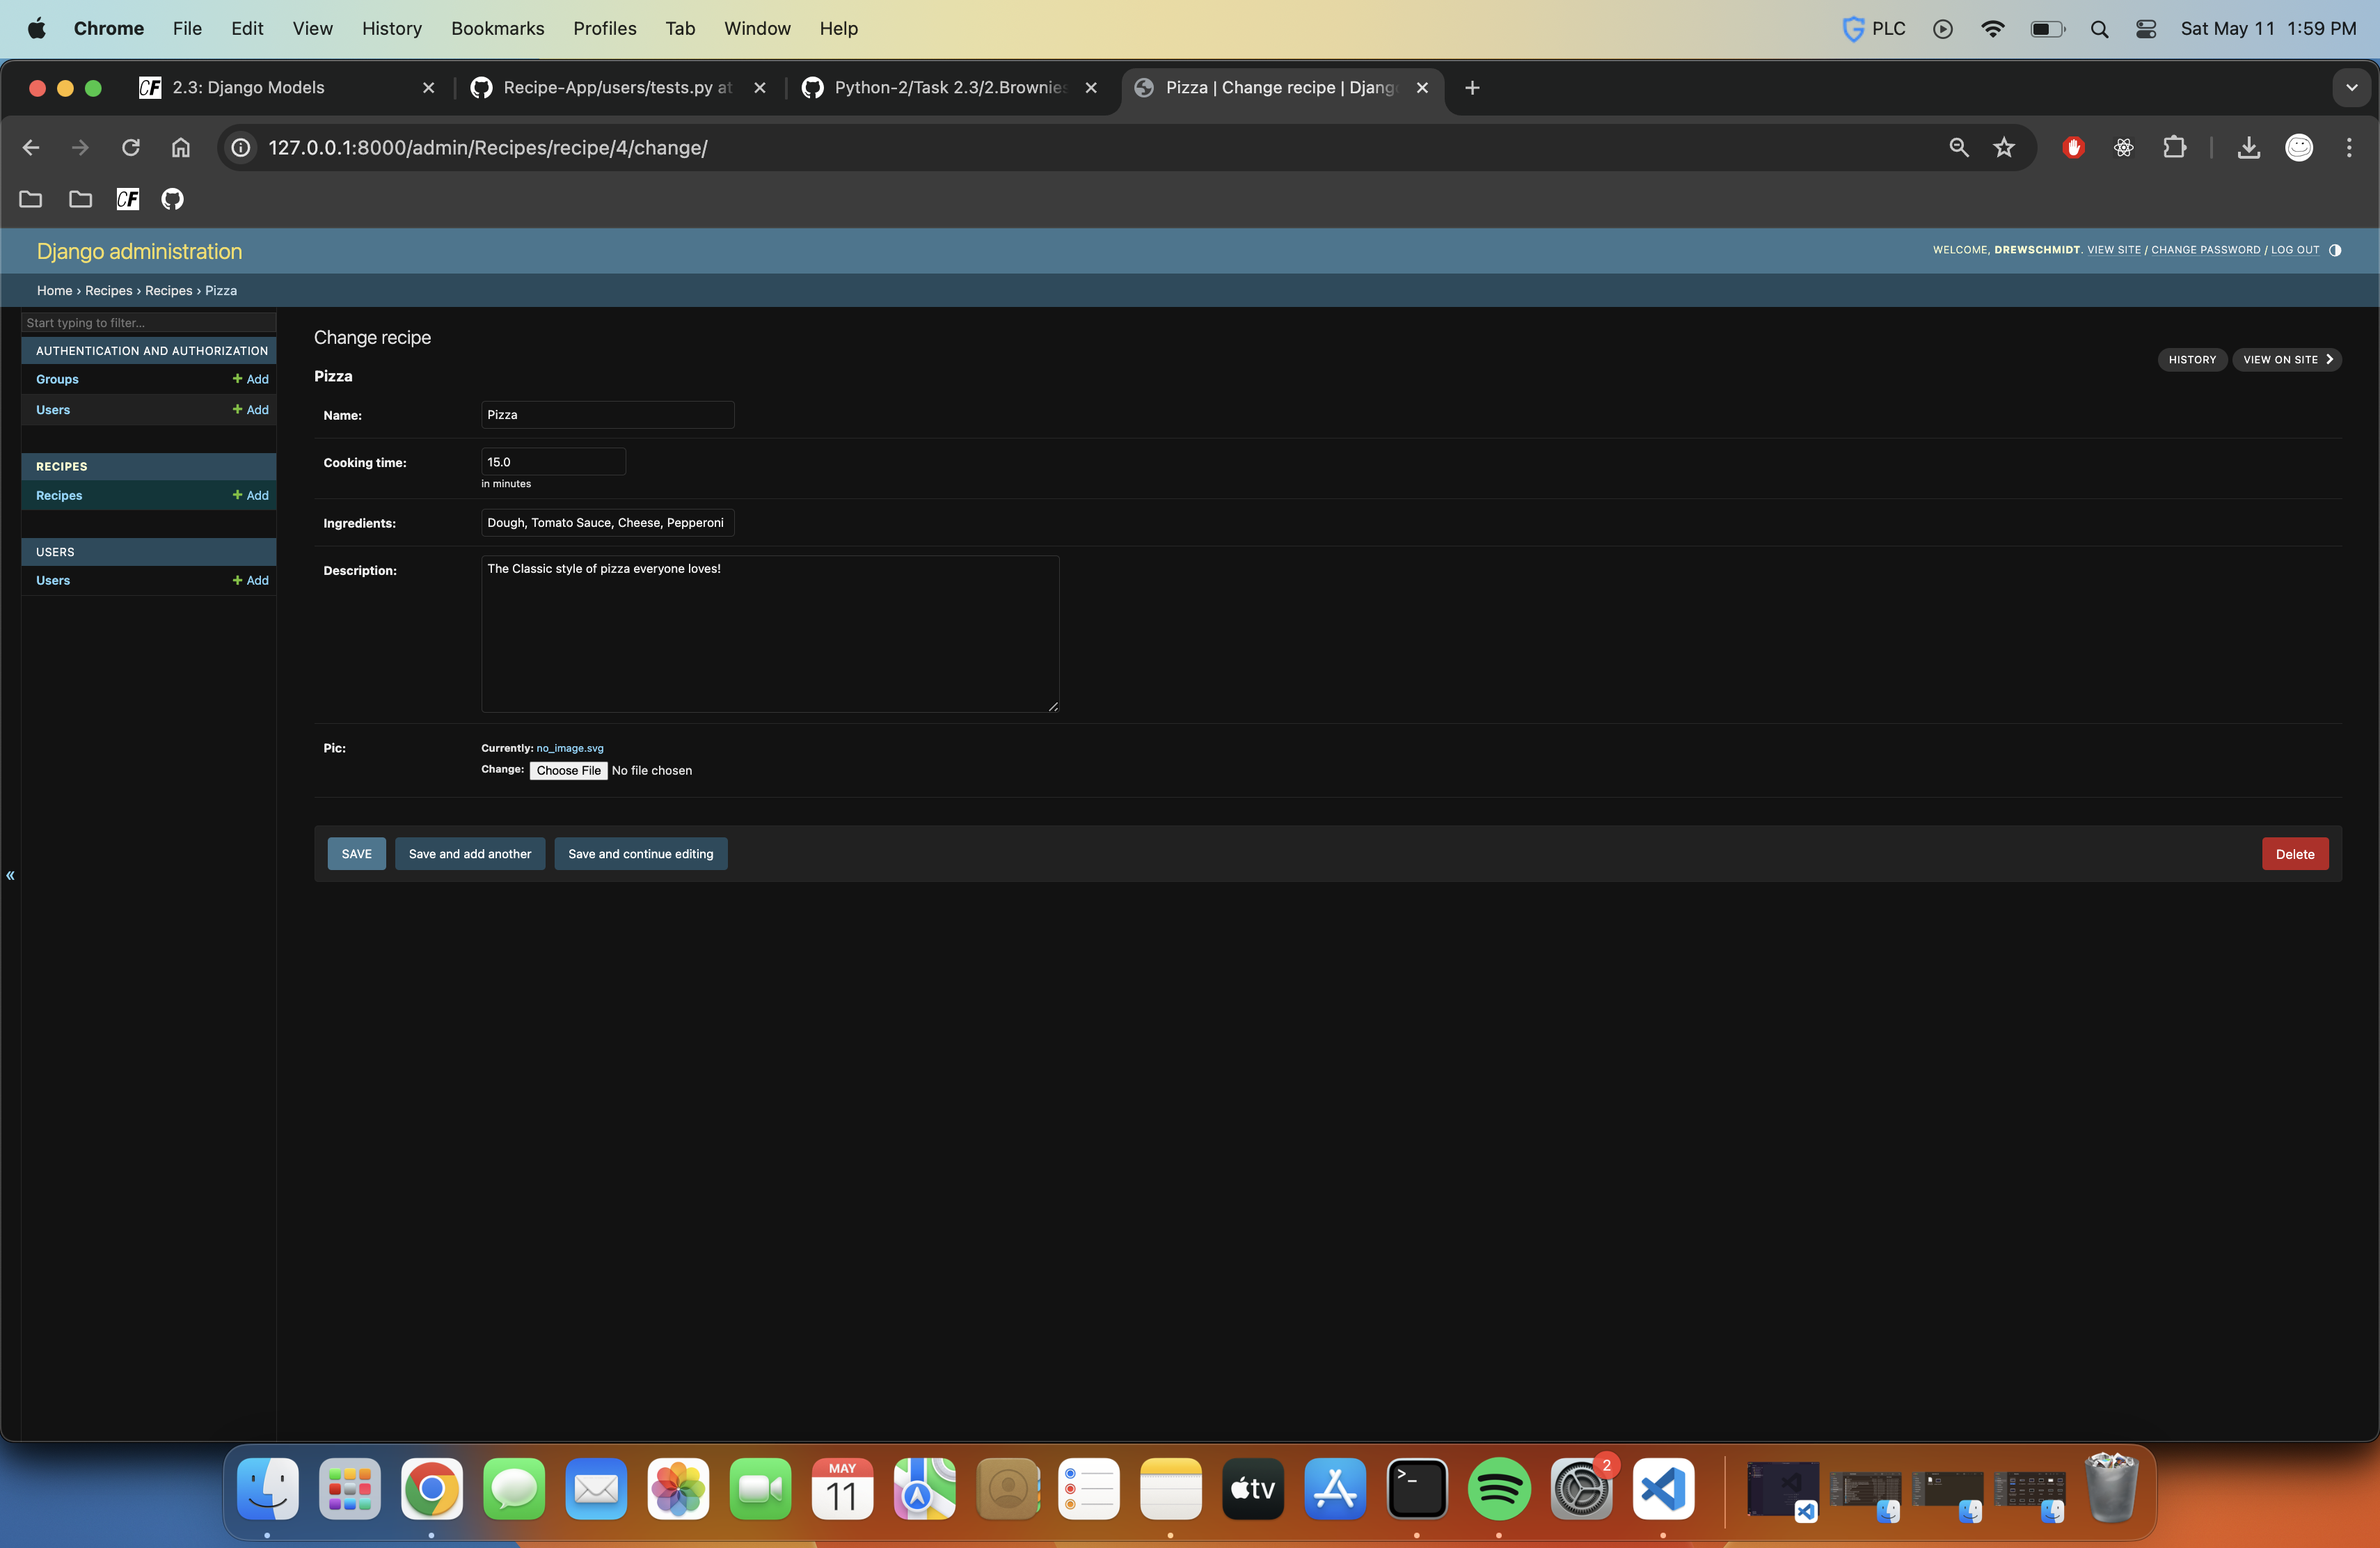 Chrome File Edit View History Bookmarks Profiles Tab Window Help PLC Sat May 11 1:59 PM
CF 2.3: Django Models Recipe-App/users/tests.py at Python-2/Task 2.3/2.Brownies Pizza | Change recipe | Djang
127.0.0.1:8000/admin/Recipes/recipe/4/change/
CF
Django administration WELCOME, DREWSCHMIDT. VIEW SITE / CHANGE PASSWORD / LOG OUT
Home › Recipes › Recipes › Pizza
Start typing to filter...
AUTHENTICATION AND AUTHORIZATION
Groups + Add
Users + Add
RECIPES
Recipes + Add
USERS
Users + Add
«
Change recipe
HISTORY VIEW ON SITE
Pizza
Name: Pizza
Cooking time: 15.0
in minutes
Ingredients: Dough, Tomato Sauce, Cheese, Pepperoni
Description: The Classic style of pizza everyone loves!
Pic: Currently: no_image.svg
Change: Choose File No file chosen
SAVE Save and add another Save and continue editing Delete
MAY
11
tv
>_
2